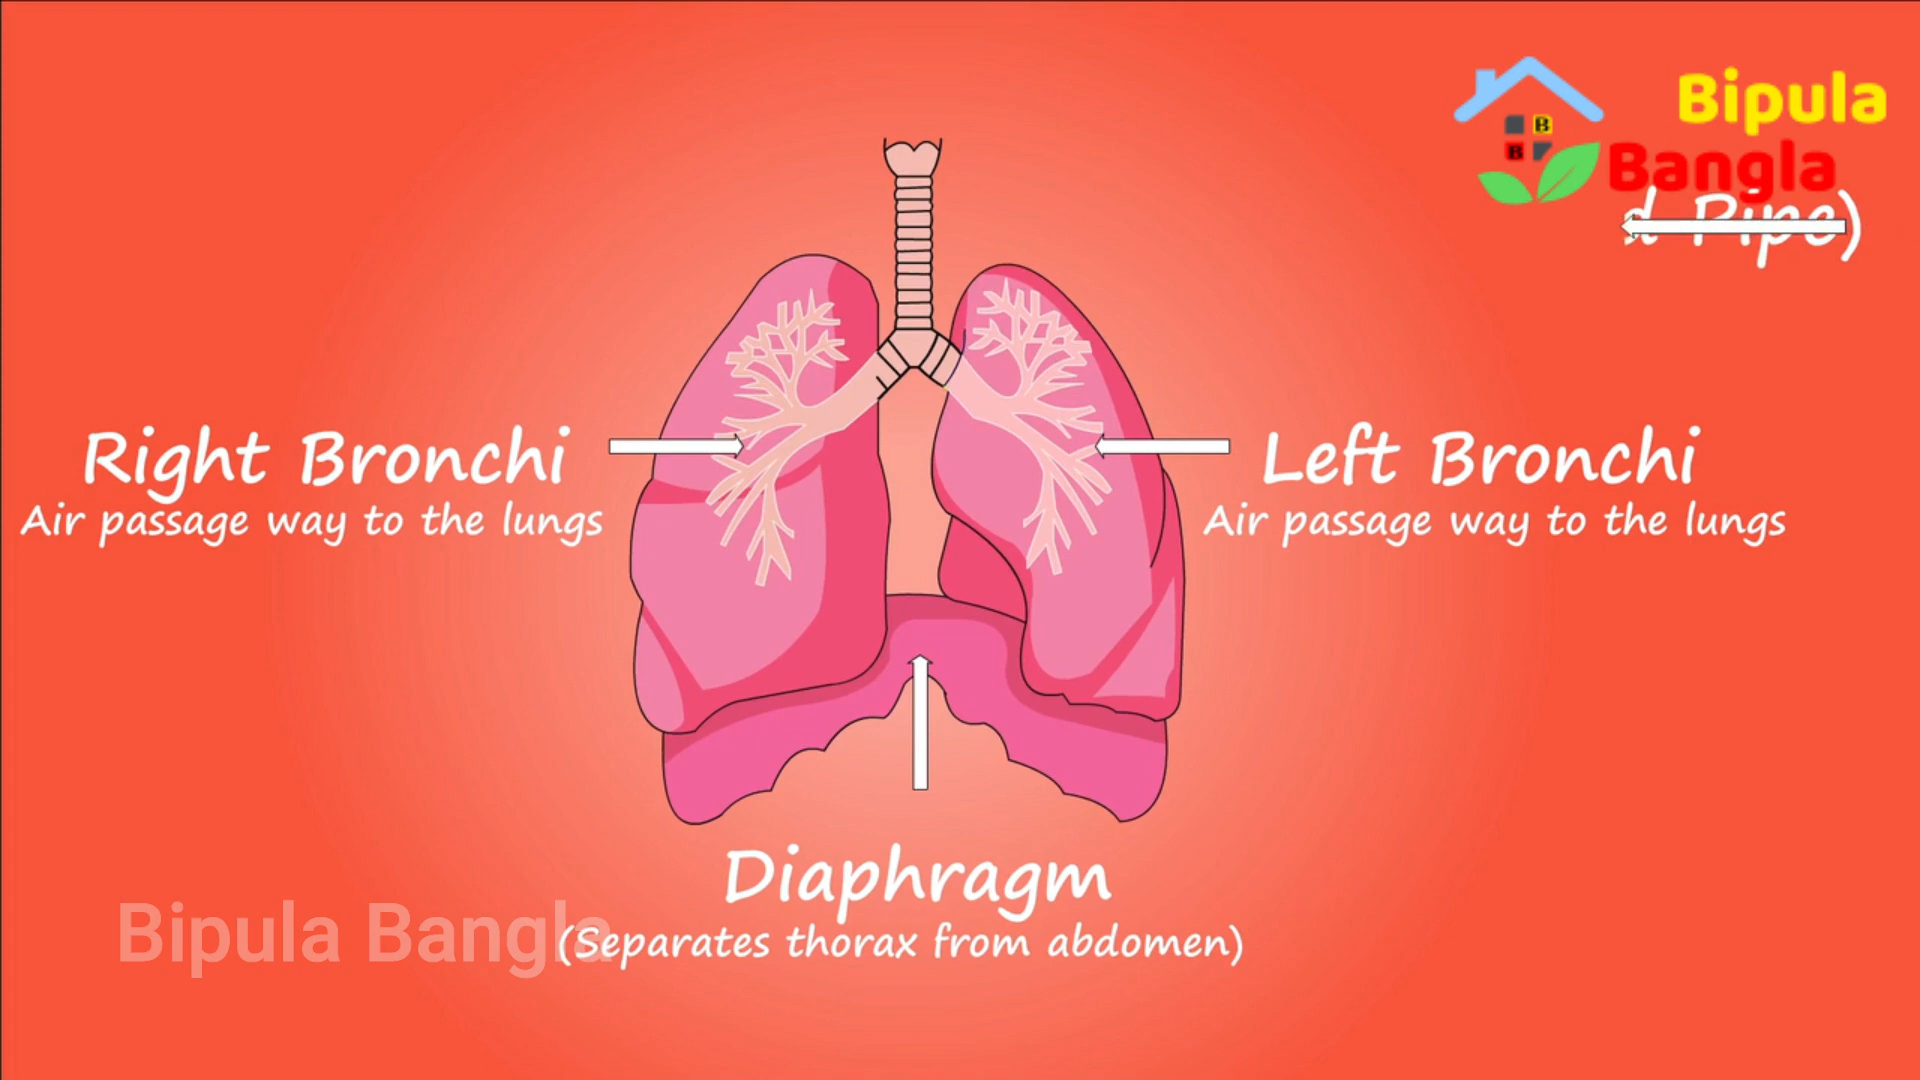 Bipula
B
B
Bangla
d Pipe)
Right Bronchi
Air passage way to the lungs
Left Bronchi
Air passage way to the lungs
Diaphragm
(Separates thorax from abdomen)
Bipula Bangla